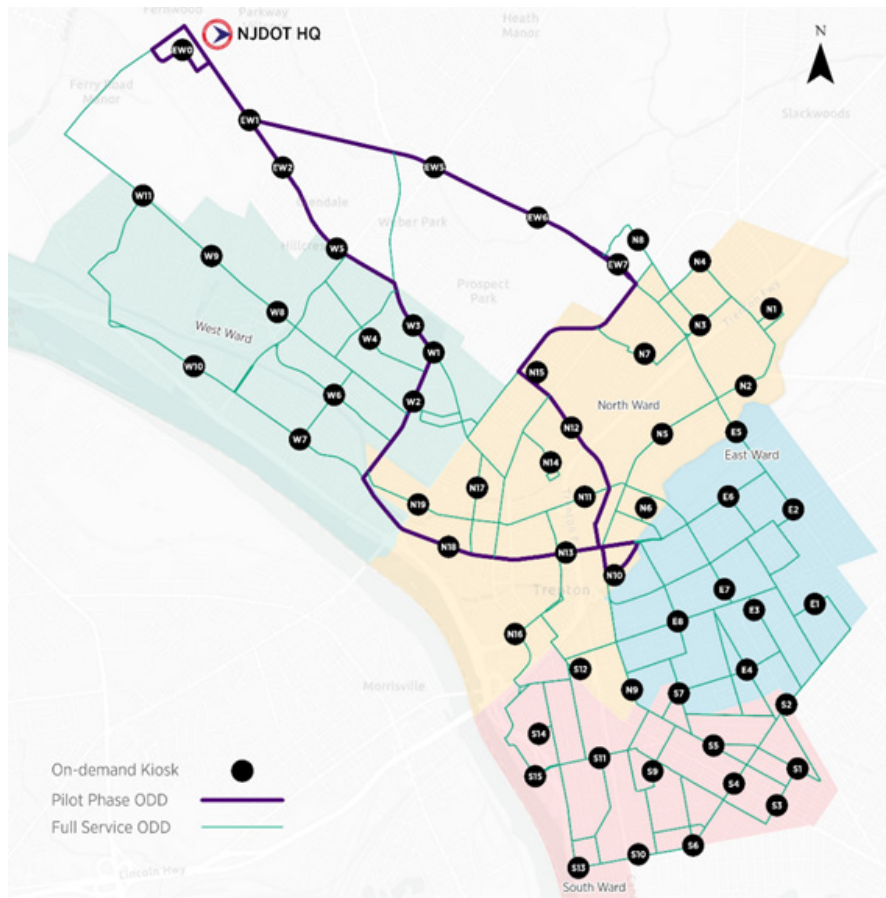 Fernwood
Parkway
Heath
Manor
N
NJDOT HQ
EW0
Ferry Road
Manor
Slackwoods
EW1
EW2
EW5
W11
Glendale
Weber Park
EW6
N8
Hillcrest
W5
W9
EW7
N4
Prospect
Park
N1
W8
West Ward
W3
N3
Trenton Fwy
W4
W1
N7
W10
N15
N2
W6
W2
North Ward
N12
N5
E5
W7
East Ward
N14
N17
N11
E6
N19
N6
E2
N18
N13
N10
Trenton
E7
E3
E1
E8
N16
S12
E4
Morrisville
N9
S7
S2
S14
S5
S11
S1
S15
S9
S4
On-demand Kiosk
S3
Pilot Phase ODD
Full Service ODD
S6
S10
S13
Lincoln Hwy
South Ward